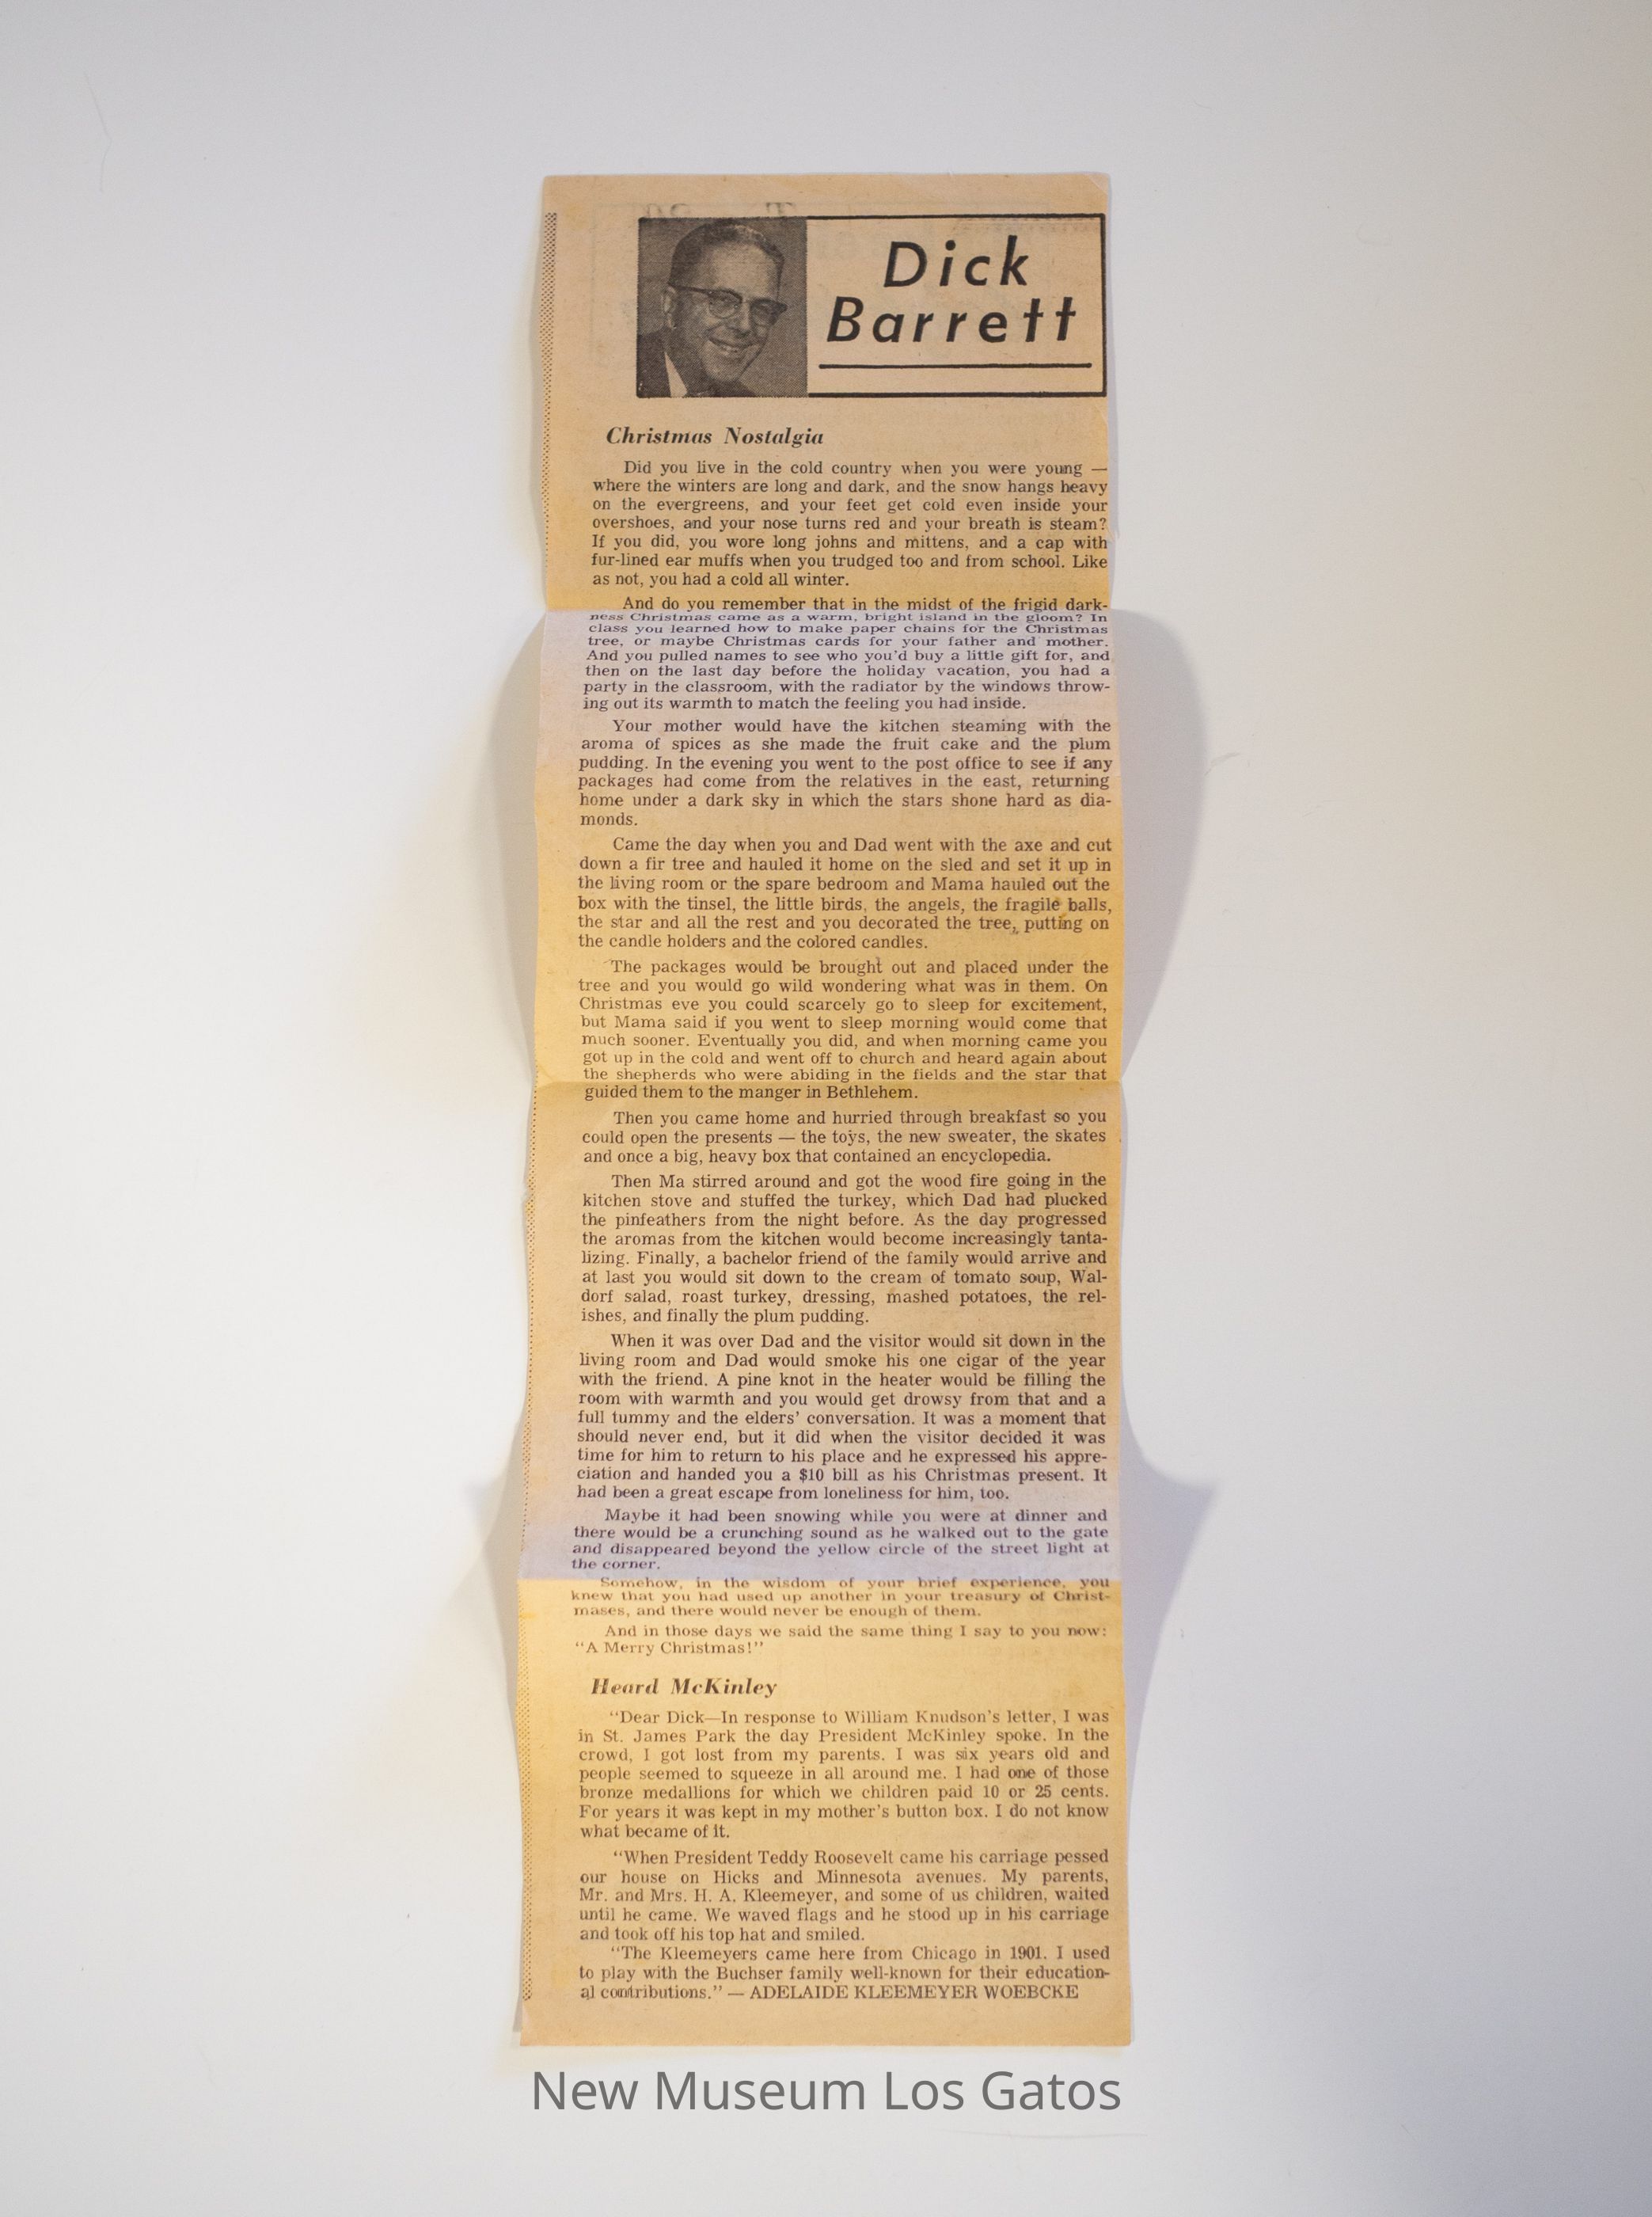 Dick
Barrett
Christmas Nostalgia
Did you live in the cold country when you were young —
where the winters are long and dark, and the snow hangs heavy
on the evergreens, and your feet get cold even inside your
overshoes, and your nose turns red and your breath is steam?
If you did, you wore long johns and mittens, and a cap with
fur-lined ear muffs when you trudged too and from school. Like
as not, you had a cold all winter.
And do you remember that in the midst of the frigid dark-
ness Christmas came as a warm, bright island in the gloom? In
class you learned how to make paper chains for the Christmas
tree, or maybe Christmas cards for your father and mother.
And you pulled names to see who you'd buy a little gift for, and
then on the last day before the holiday vacation, you had a
party in the classroom, with the radiator by the windows throw-
ing out its warmth to match the feeling you had inside.
Your mother would have the kitchen steaming with the
aroma of spices as she made the fruit cake and the plum
pudding. In the evening you went to the post office to see if any
packages had come from the relatives in the east, returning
home under a dark sky in which the stars shone hard as dia-
monds.
Came the day when you and Dad went with the axe and cut
down a fir tree and hauled it home on the sled and set it up in
the living room or the spare bedroom and Mama hauled out the
box with the tinsel, the little birds, the angels, the fragile balls,
the star and all the rest and you decorated the tree, putting on
the candle holders and the colored candles.
The packages would be brought out and placed under the
tree and you would go wild wondering what was in them. On
Christmas eve you could scarcely go to sleep for excitement,
but Mama said if you went to sleep morning would come that
much sooner. Eventually you did, and when morning came you
got up in the cold and went off to church and heard again about
the shepherds who were abiding in the fields and the star that
guided them to the manger in Bethlehem.
Then you came home and hurried through breakfast so you
could open the presents — the toys, the new sweater, the skates
and once a big, heavy box that contained an encyclopedia.
Then Ma stirred around and got the wood fire going in the
kitchen stove and stuffed the turkey, which Dad had plucked
the pinfeathers from the night before. As the day progressed
the aromas from the kitchen would become increasingly tanta-
lizing. Finally, a bachelor friend of the family would arrive and
at last you would sit down to the cream of tomato soup, Wal-
dorf salad, roast turkey, dressing, mashed potatoes, the rel-
ishes, and finally the plum pudding.
When it was over Dad and the visitor would sit down in the
living room and Dad would smoke his one cigar of the year
with the friend. A pine knot in the heater would be filling the
room with warmth and you would get drowsy from that and a
full tummy and the elders' conversation. It was a moment that
should never end, but it did when the visitor decided it was
time for him to return to his place and he expressed his appre-
ciation and handed you a $10 bill as his Christmas present. It
had been a great escape from loneliness for him, too.
Maybe it had been snowing while you were at dinner and
there would be a crunching sound as he walked out to the gate
and disappeared beyond the yellow circle of the street light at
the corner.
Somehow, in the wisdom of your brief experience, you
knew that you had used up another in your treasury of Christ-
mases, and there would never be enough of them.
And in those days we said the same thing I say to you now:
"A Merry Christmas!"
Heard McKinley
"Dear Dick—In response to William Knudson's letter, I was
in St. James Park the day President McKinley spoke. In the
crowd, I got lost from my parents. I was six years old and
people seemed to squeeze in all around me. I had one of those
bronze medallions for which we children paid 10 or 25 cents.
For years it was kept in my mother's button box. I do not know
what became of it.
"When President Teddy Roosevelt came his carriage pessed
our house on Hicks and Minnesota avenues. My parents,
Mr. and Mrs. H. A. Kleemeyer, and some of us children, waited
until he came. We waved flags and he stood up in his carriage
and took off his top hat and smiled.
"The Kleemeyers came here from Chicago in 1901. I used
to play with the Buchser family well-known for their education-
al contributions." — ADELAIDE KLEEMEYER WOEBCKE
New Museum Los Gatos